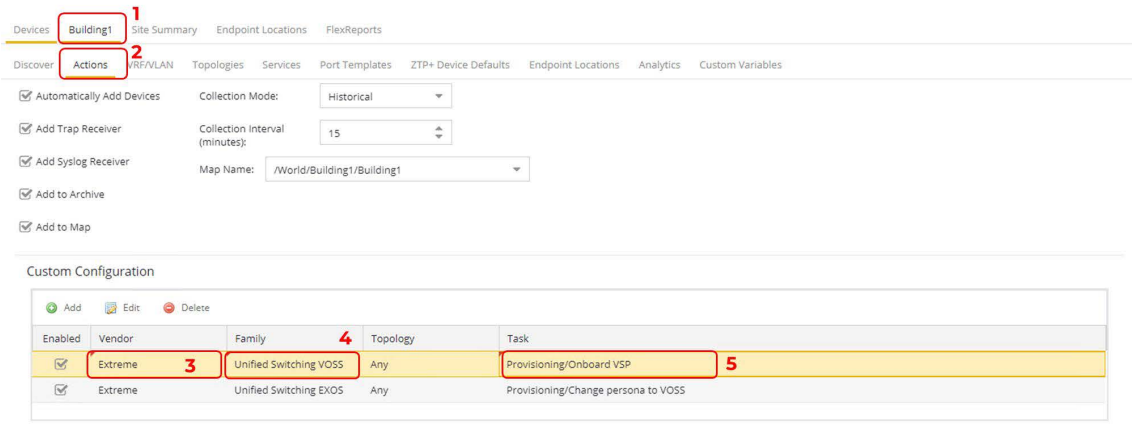 1
Devices Building1 Site Summary Endpoint Locations FlexReports
2
Discover Actions VRF/VLAN Topologies Services Port Templates ZTP+ Device Defaults Endpoint Locations Analytics Custom Variables
Automatically Add Devices Collection Mode: Historical
Add Trap Receiver Collection Interval (minutes): 15
Add Syslog Receiver Map Name: /World/Building1/Building1
Add to Archive
Add to Map
Custom Configuration
Add Edit Delete
Enabled Vendor Family 4 Topology Task
Extreme 3 Unified Switching VOSS Any Provisioning/Onboard VSP 5
Extreme Unified Switching EXOS Any Provisioning/Change persona to VOSS